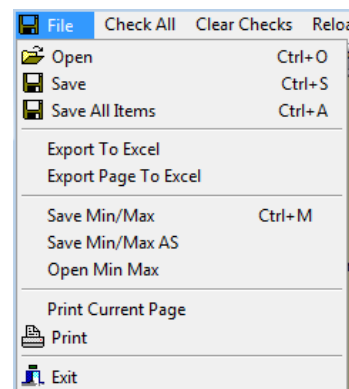 File Check All Clear Checks Reloa
Open Ctrl+O
Save Ctrl+S
Save All Items Ctrl+A
Export To Excel
Export Page To Excel
Save Min/Max Ctrl+M
Save Min/Max AS
Open Min Max
Print Current Page
Print
Exit